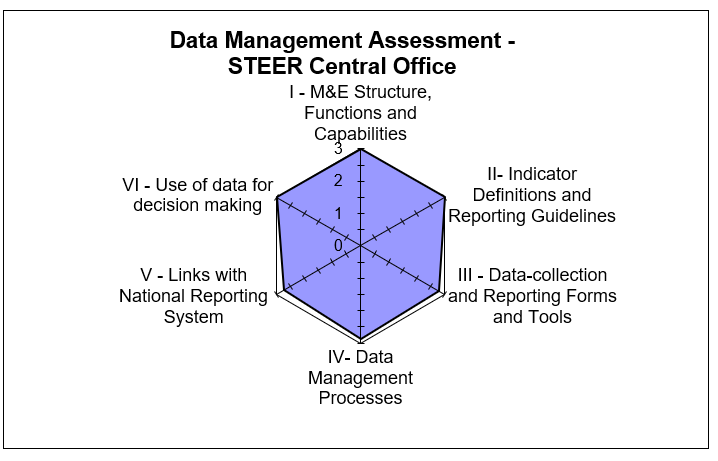 Data Management Assessment -
STEER Central Office
I - M&E Structure,
Functions and
Capabilities
3
2
1
0
II- Indicator
Definitions and
Reporting Guidelines
III - Data-collection
and Reporting Forms
and Tools
IV- Data
Management
Processes
V - Links with
National Reporting
System
VI - Use of data for
decision making